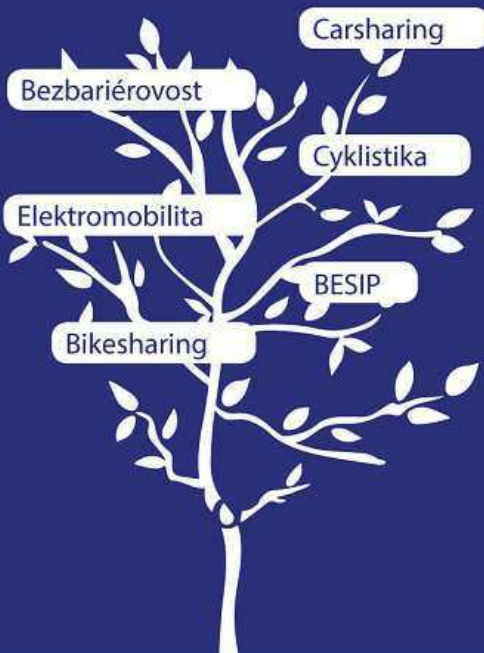 Carsharing
Bezbariérovost
Cyklistika
Elektromobilita
BESIP
Bikesharing